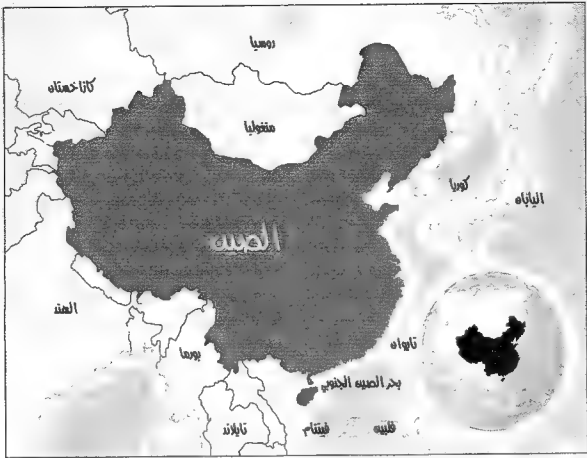 روسيا
كازاخستان
منغوليا
كوريا
اليابان
الصين
الهند
تايوان
بورما
بحر الصين الجنوبي
تايلاند
فيتنام
فلبين